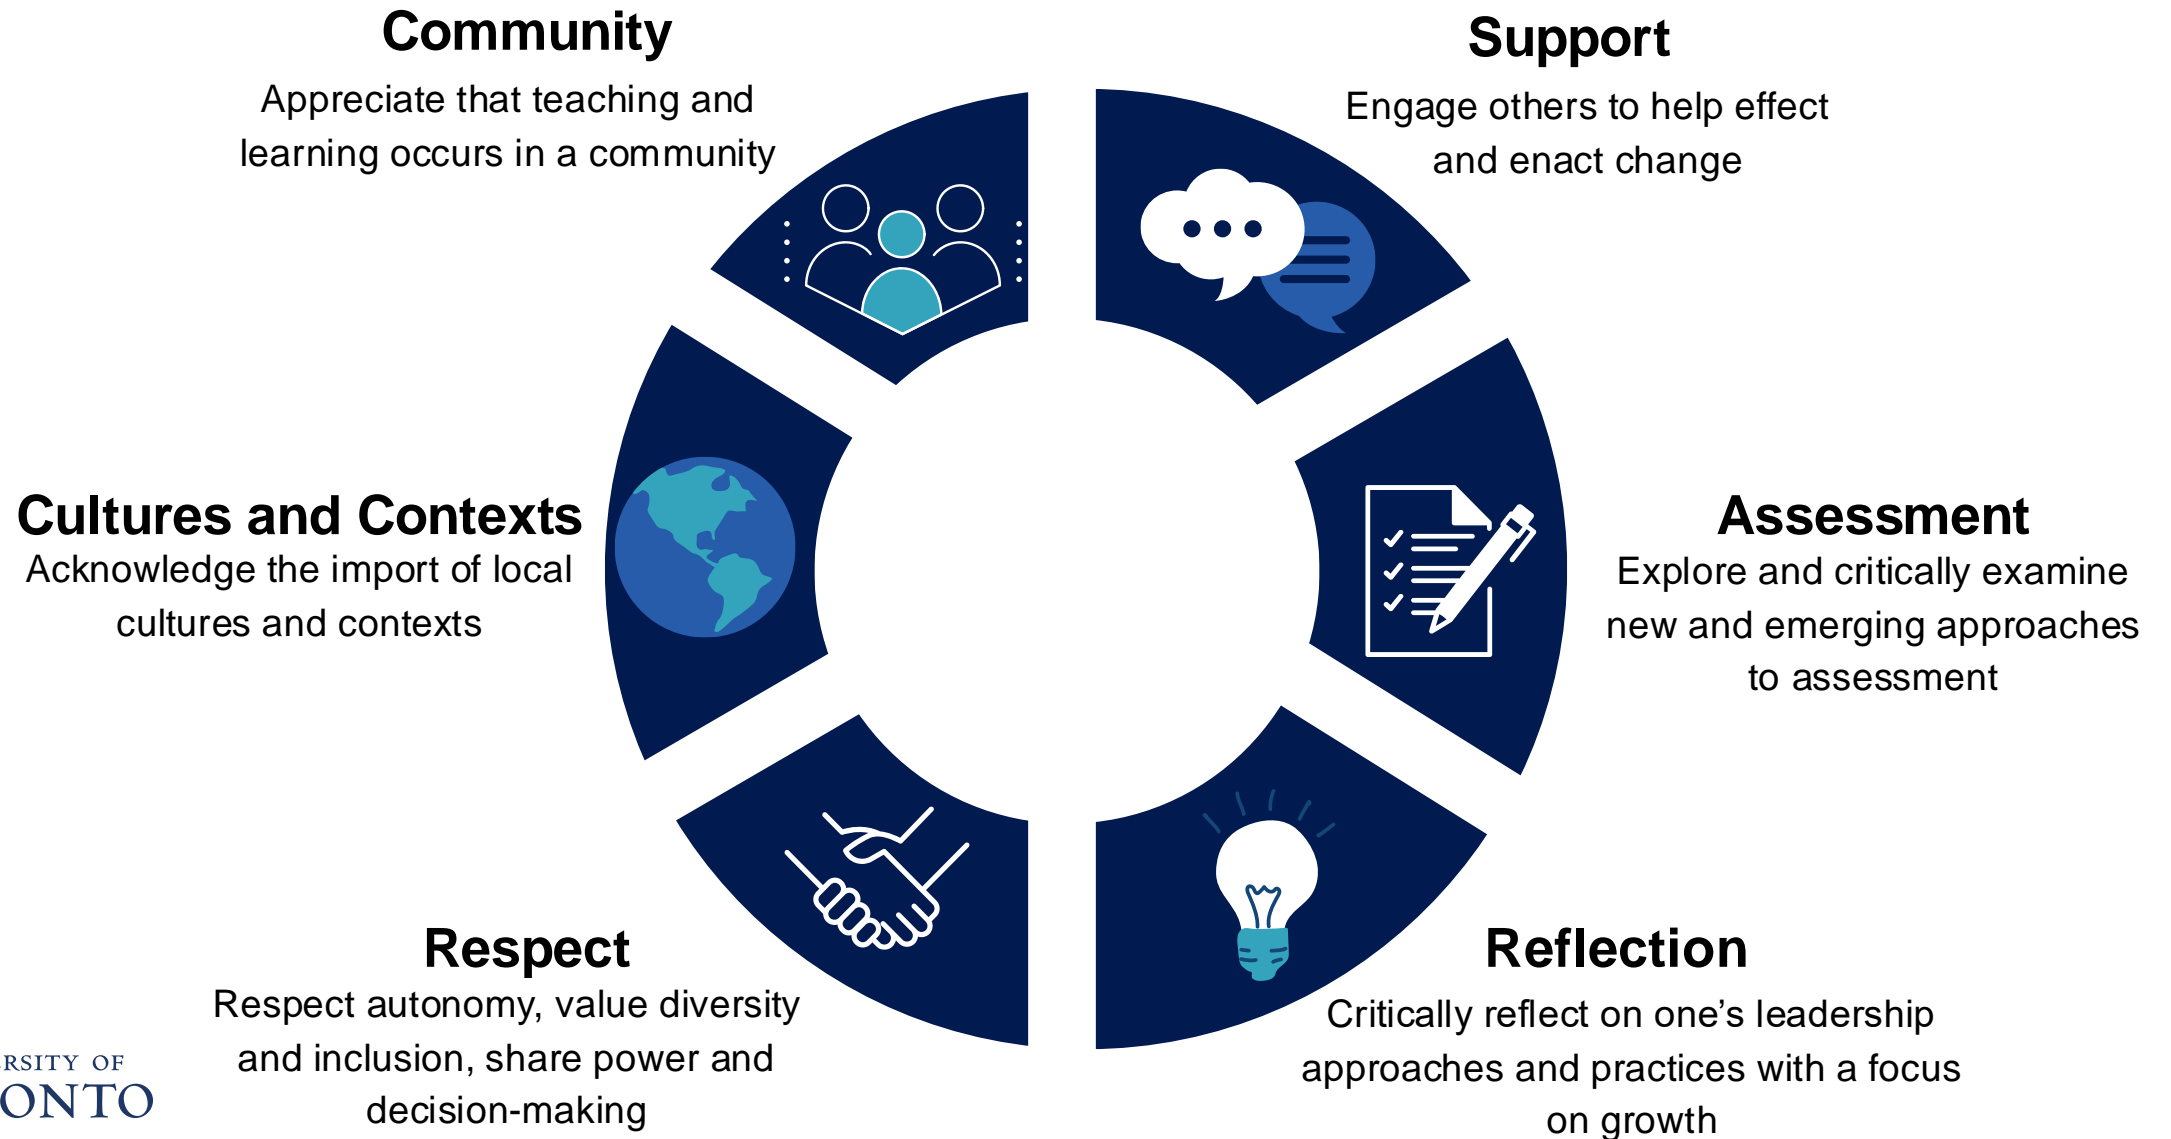 Community
Appreciate that teaching and
learning occurs in a community
Support
Engage others to help effect
and enact change
Cultures and Contexts
Acknowledge the import of local
cultures and contexts
Assessment
Explore and critically examine
new and emerging approaches
to assessment
Respect
Respect autonomy, value diversity
and inclusion, share power and
decision-making
Reflection
Critically reflect on one’s leadership
approaches and practices with a focus
on growth
RSITY OF
ONTO